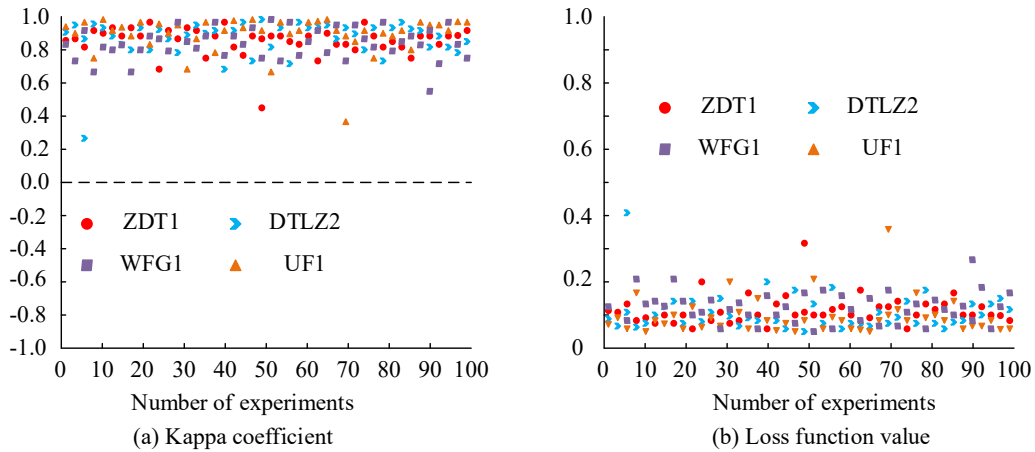 1.0
0.8
0.6
0.4
0.2
0.0
-0.2
-0.4
-0.6
-0.8
-1.0
ZDT1 DTLZ2
WFG1 UF1
0 10 20 30 40 50 60 70 80 90 100
Number of experiments
(a) Kappa coefficient
1.0
0.8
0.6
0.4
0.2
0
ZDT1 DTLZ2
WFG1 UF1
0 10 20 30 40 50 60 70 80 90 100
Number of experiments
(b) Loss function value